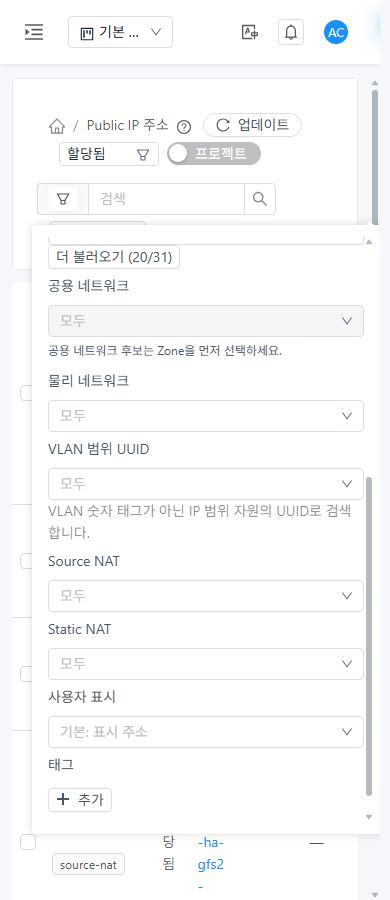 기본 ...
AC
/ Public IP 주소
업데이트
할당됨
프로젝트
검색
더 불러오기 (20/31)
공용 네트워크
모두
공용 네트워크 후보는 Zone을 먼저 선택하세요.
물리 네트워크
모두
VLAN 범위 UUID
모두
VLAN 숫자 태그가 아닌 IP 범위 자원의 UUID로 검색
합니다.
Source NAT
모두
Static NAT
모두
사용자 표시
기본: 표시 주소
태그
+ 추가
source-nat
당
됨
-ha-
gfs2
-
—